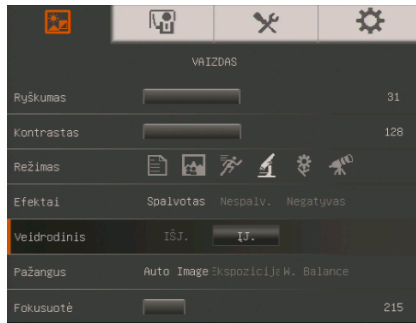 VAIZDAS
Ryškumas 31
Kontrastas 128
Režimas
Efektai Spalvotas Nespalv. Negatyvas
Veidrodinis IŠJ. ĮJ.
Pažangus Auto Image Ekspozicija W. Balance
Fokusuotė 215